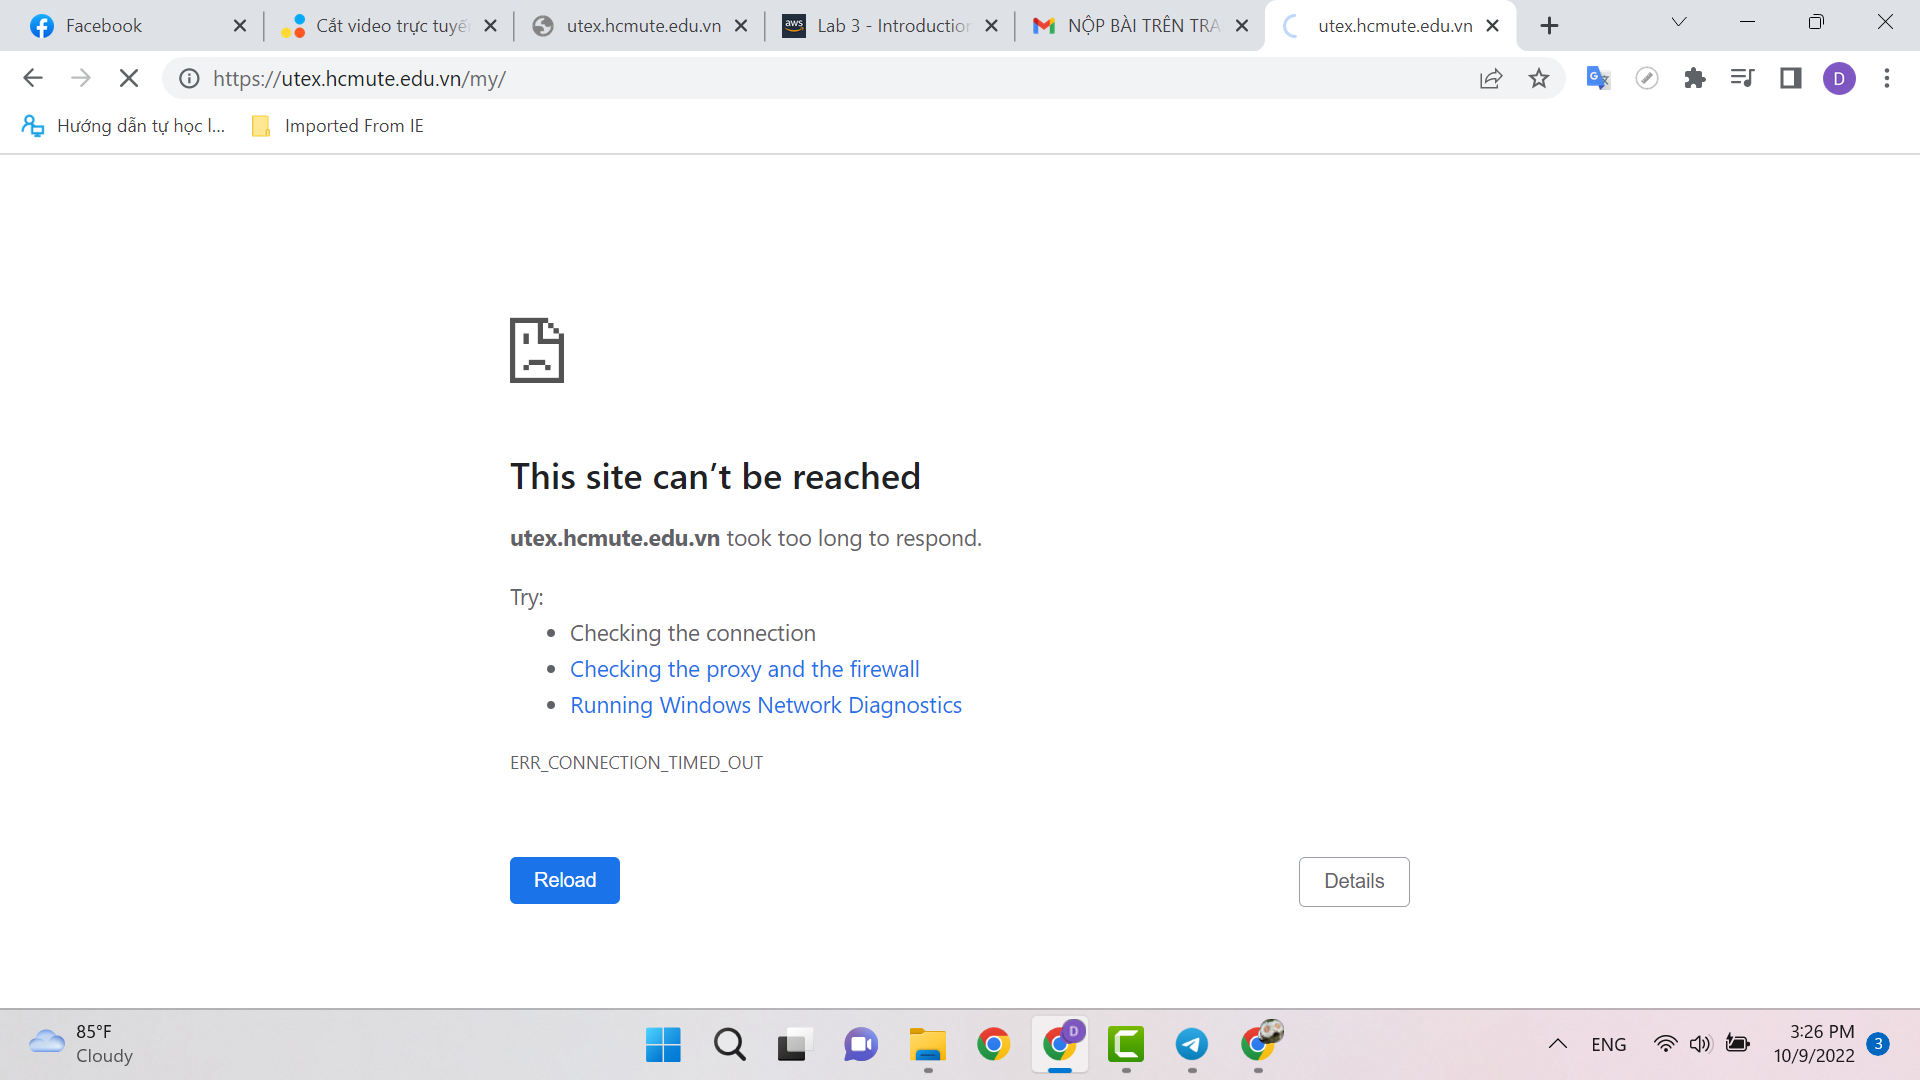 Facebook
Cắt video trực tuyế
utex.hcmute.edu.vn
aws
Lab 3 - Introduction
NỘP BÀI TRÊN TRA
utex.hcmute.edu.vn
https://utex.hcmute.edu.vn/my/
G
D
Hướng dẫn tự học l...
Imported From IE
This site can't be reached
utex.hcmute.edu.vn took too long to respond.
Try:
Checking the connection
Checking the proxy and the firewall
Running Windows Network Diagnostics
ERR_CONNECTION_TIMED_OUT
Reload
Details
85°F
Cloudy
D
ENG
3:26 PM
10/9/2022
3